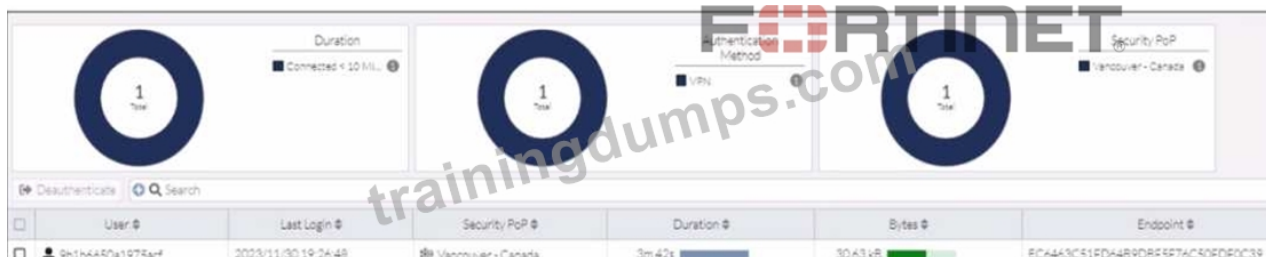 FORTINET
Duration
Connected < 10 Mi...
1
Total
Authentication
Method
VPN
1
Total
Security PoP
Vancouver - Canada
1
Total
trainingdumps.com
Deauthenticate
Search
User
Last Login
Security PoP
Duration
Bytes
Endpoint
2023/11/30 19:26:48
Vancouver - Canada
3m 42s
30.63 kB